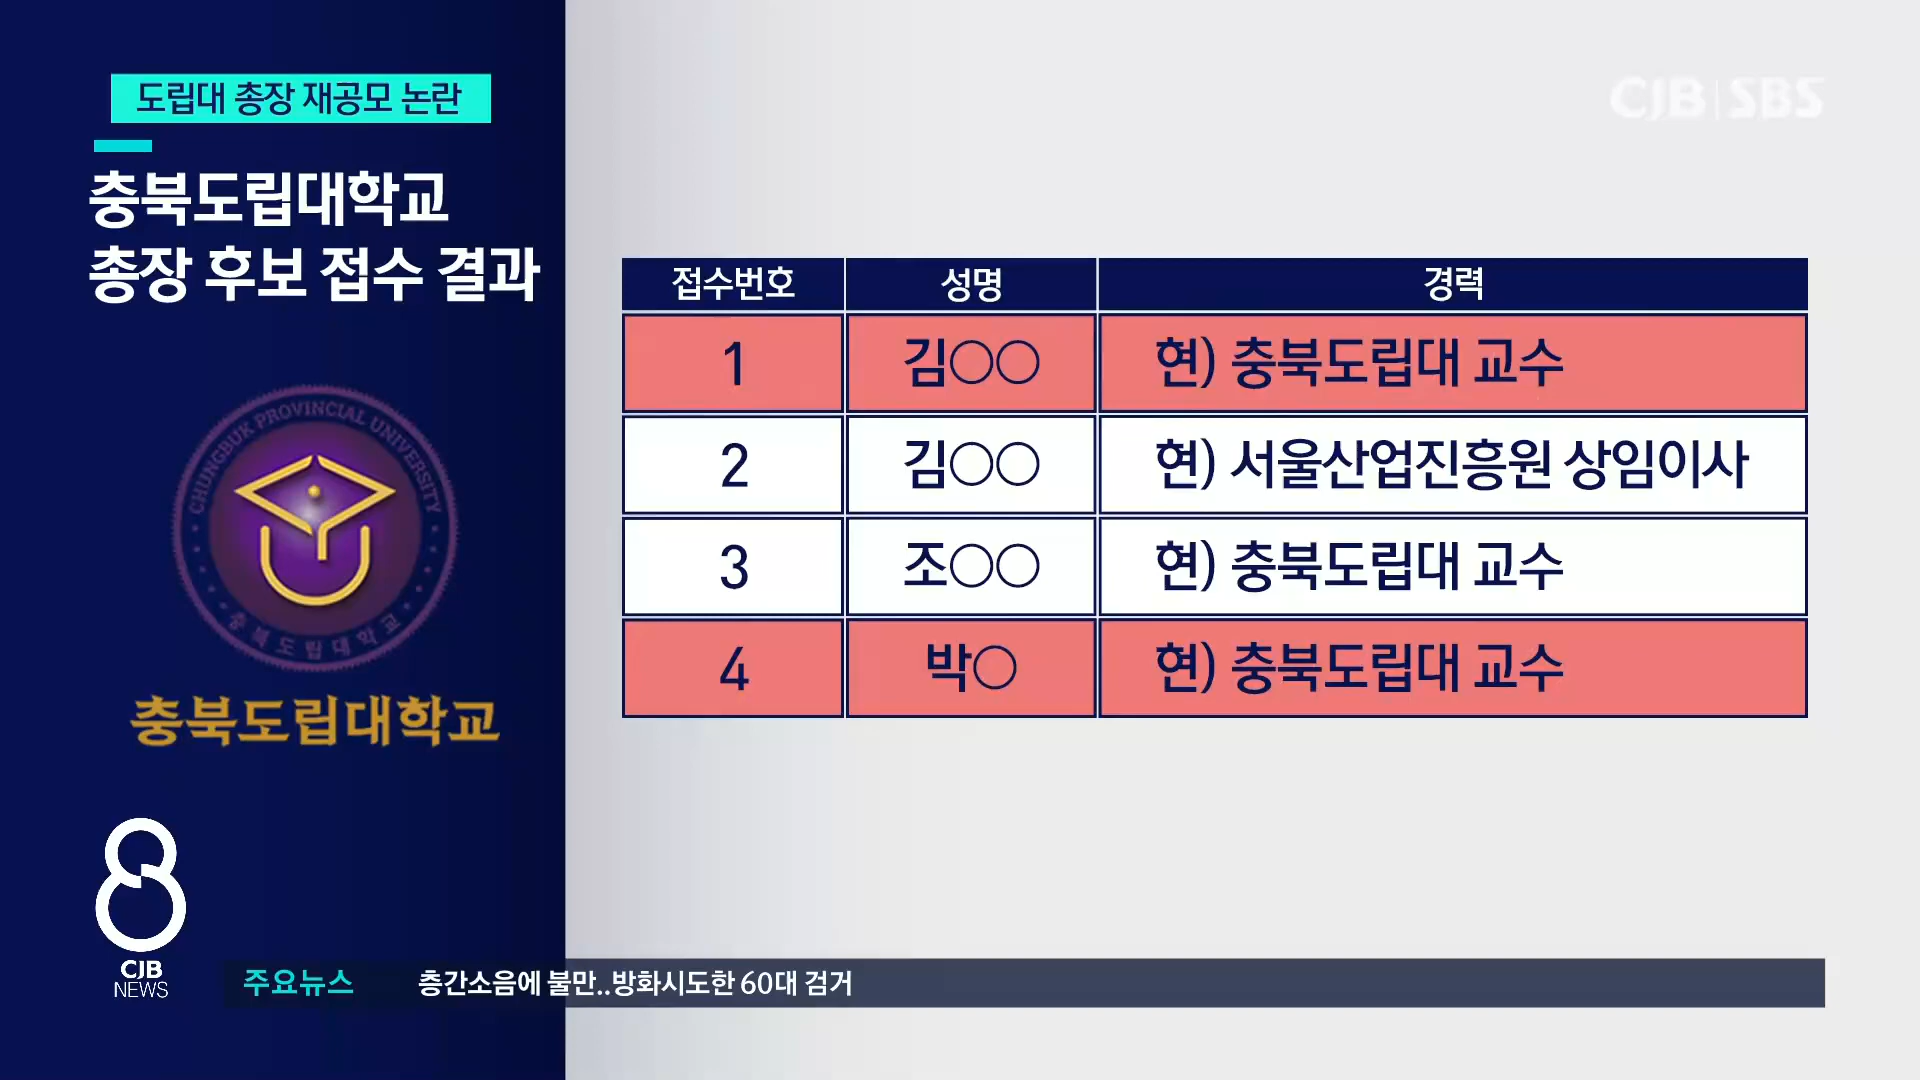 도립대 총장 재공모 논란
CJB SBS
충북도립대학교
총장 후보 접수 결과
접수번호 성명 경력
1 김○○ 현) 충북도립대 교수
2 김○○ 현) 서울산업진흥원 상임이사
3 조○○ 현) 충북도립대 교수
4 박○ 현) 충북도립대 교수
CHUNGBUK PROVINCIAL UNIVERSITY
충북도립대학교
충북도립대학교
8
CJB
NEWS
주요뉴스 층간소음에 불만..방화시도한 60대 검거